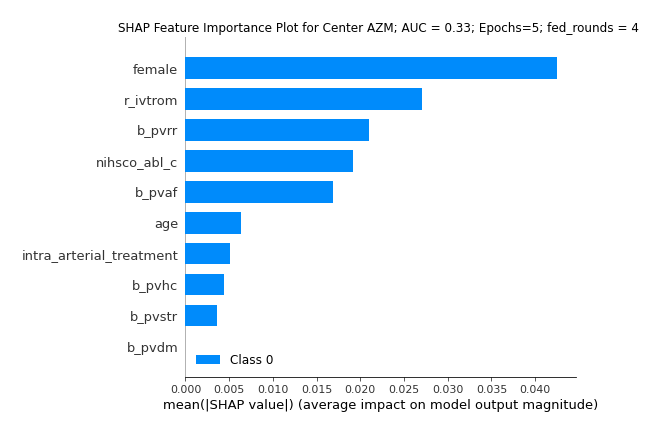 SHAP Feature Importance Plot for Center AZM; AUC = 0.33; Epochs=5; fed_rounds = 4
female
r_ivtrom
b_pvrr
nihsco_abl_c
b_pvaf
age
intra_arterial_treatment
b_pvhc
b_pvstr
b_pvdm
Class 0
0.000 0.005 0.010 0.015 0.020 0.025 0.030 0.035 0.040
mean(|SHAP value|) (average impact on model output magnitude)